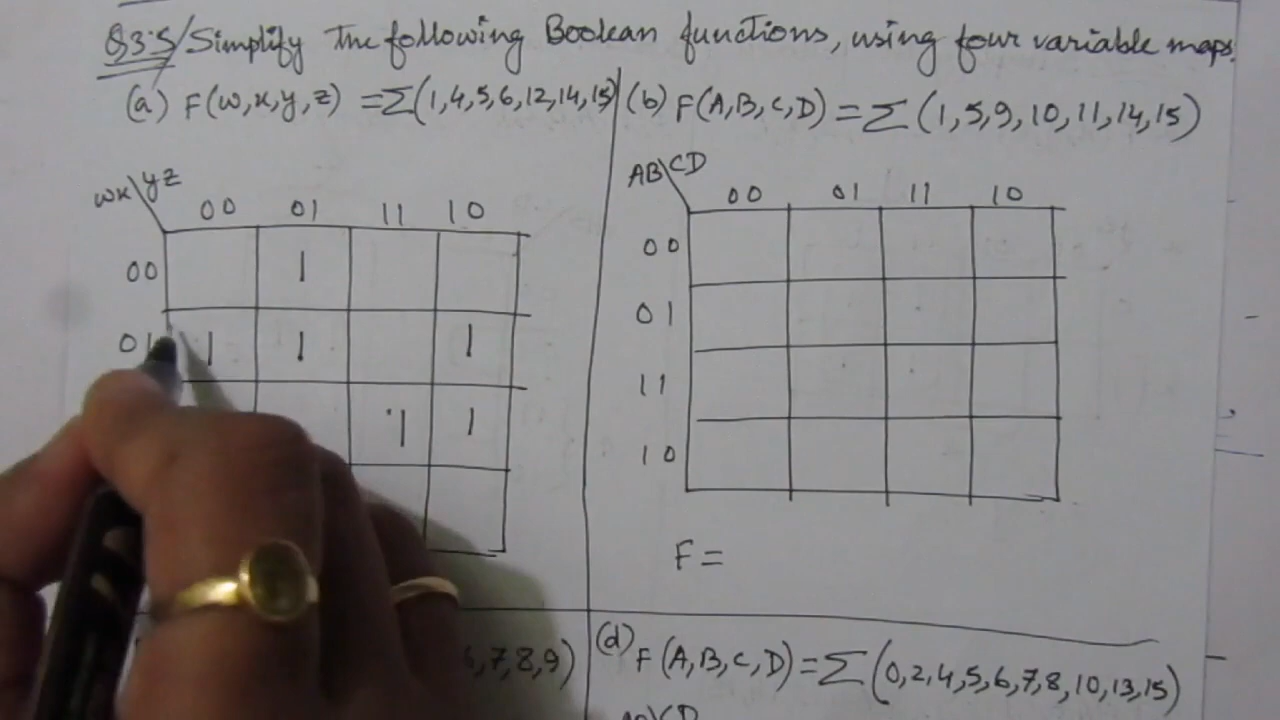 Q3.5/ Simplify The following Boolean functions, using four variable maps.
(a) F(w,x,y,z) = Σ(1,4,5,6,12,14,15)
(b) F(A,B,C,D) = Σ(1,5,9,10,11,14,15)
wx\yz
00 01 11 10
00 1
01 1 1 1
1 1
AB\CD
00 01 11 10
00
01
11
10
F =
6,7,8,9)
(d) F(A,B,C,D) = Σ(0,2,4,5,6,7,8,10,13,15)
AB\CD